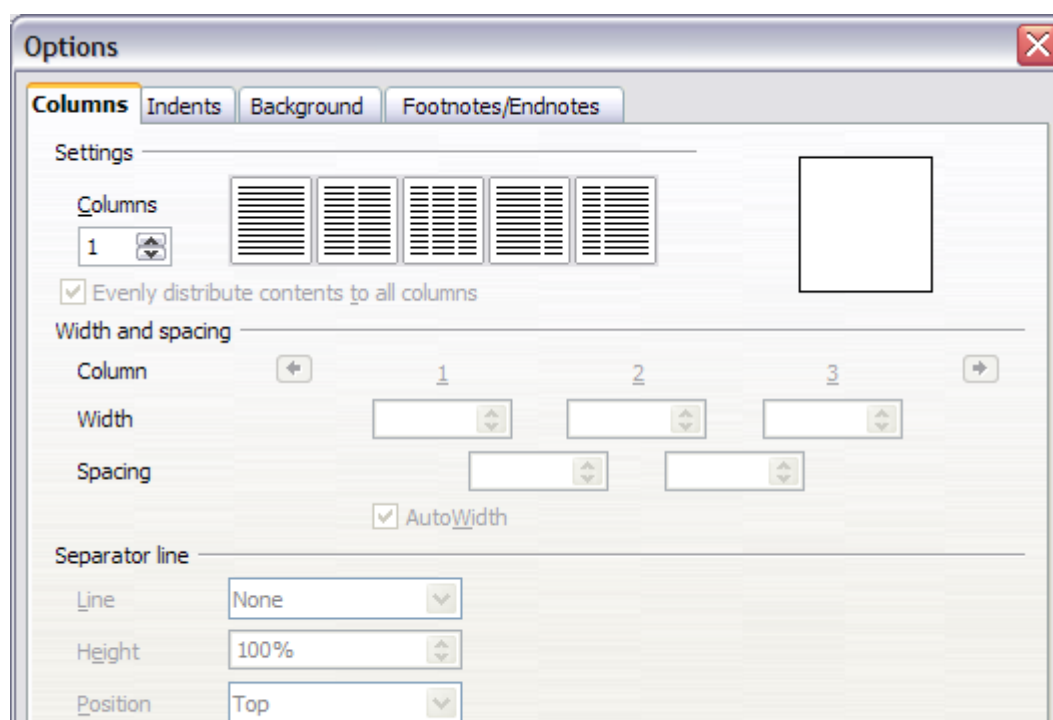 Options
Columns Indents Background Footnotes/Endnotes
Settings
Columns
1
Evenly distribute contents to all columns
Width and spacing
Column 1 2 3
Width
Spacing
AutoWidth
Separator line
Line None
Height 100%
Position Top